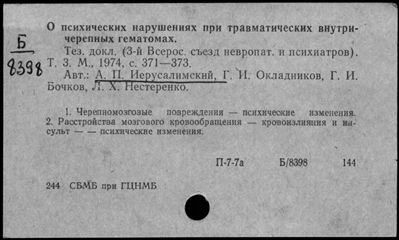 О психических нарушениях при травматических внутри-
черепных гематомах.
Б
8398
Тез. докл. (3-й Всерос. съезд невропат. и психиатров).
Т. 3. М., 1974, с. 371—373.
Авт.: А. П. Иерусалимский, Г. И. Окладников, Г. И.
Бочков, Л. Х. Нестеренко.
1. Черепномозговые повреждения — психические изменения.
2. Расстройства мозгового кровообращения — кровоизлияния и ин-
сульт — — психические изменения.
П-7-7а Б/8398 144
244 СБМБ при ГЦНМБ